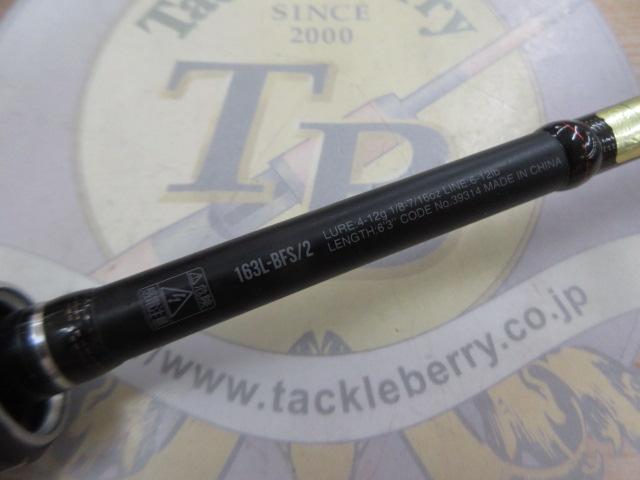 Tackleberry
SINCE
2000
TB
163L-BFS/2
LURE:4-12g 1/8-7/16oz LINE:6-12lb
LENGTH:6'3" CODE No.39314 MADE IN CHINA
www.tackleberry.co.jp